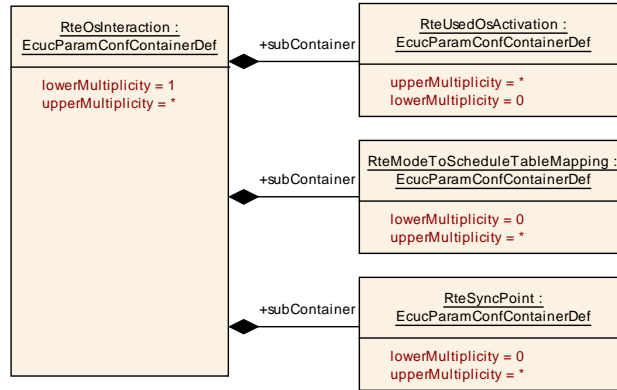 RteOsInteraction :
EcucParamConfContainerDef
lowerMultiplicity = 1
upperMultiplicity = *
+subContainer
RteUsedOsActivation :
EcucParamConfContainerDef
upperMultiplicity = *
lowerMultiplicity = 0
+subContainer
RteModeToScheduleTableMapping :
EcucParamConfContainerDef
lowerMultiplicity = 0
upperMultiplicity = *
+subContainer
RteSyncPoint :
EcucParamConfContainerDef
lowerMultiplicity = 0
upperMultiplicity = *